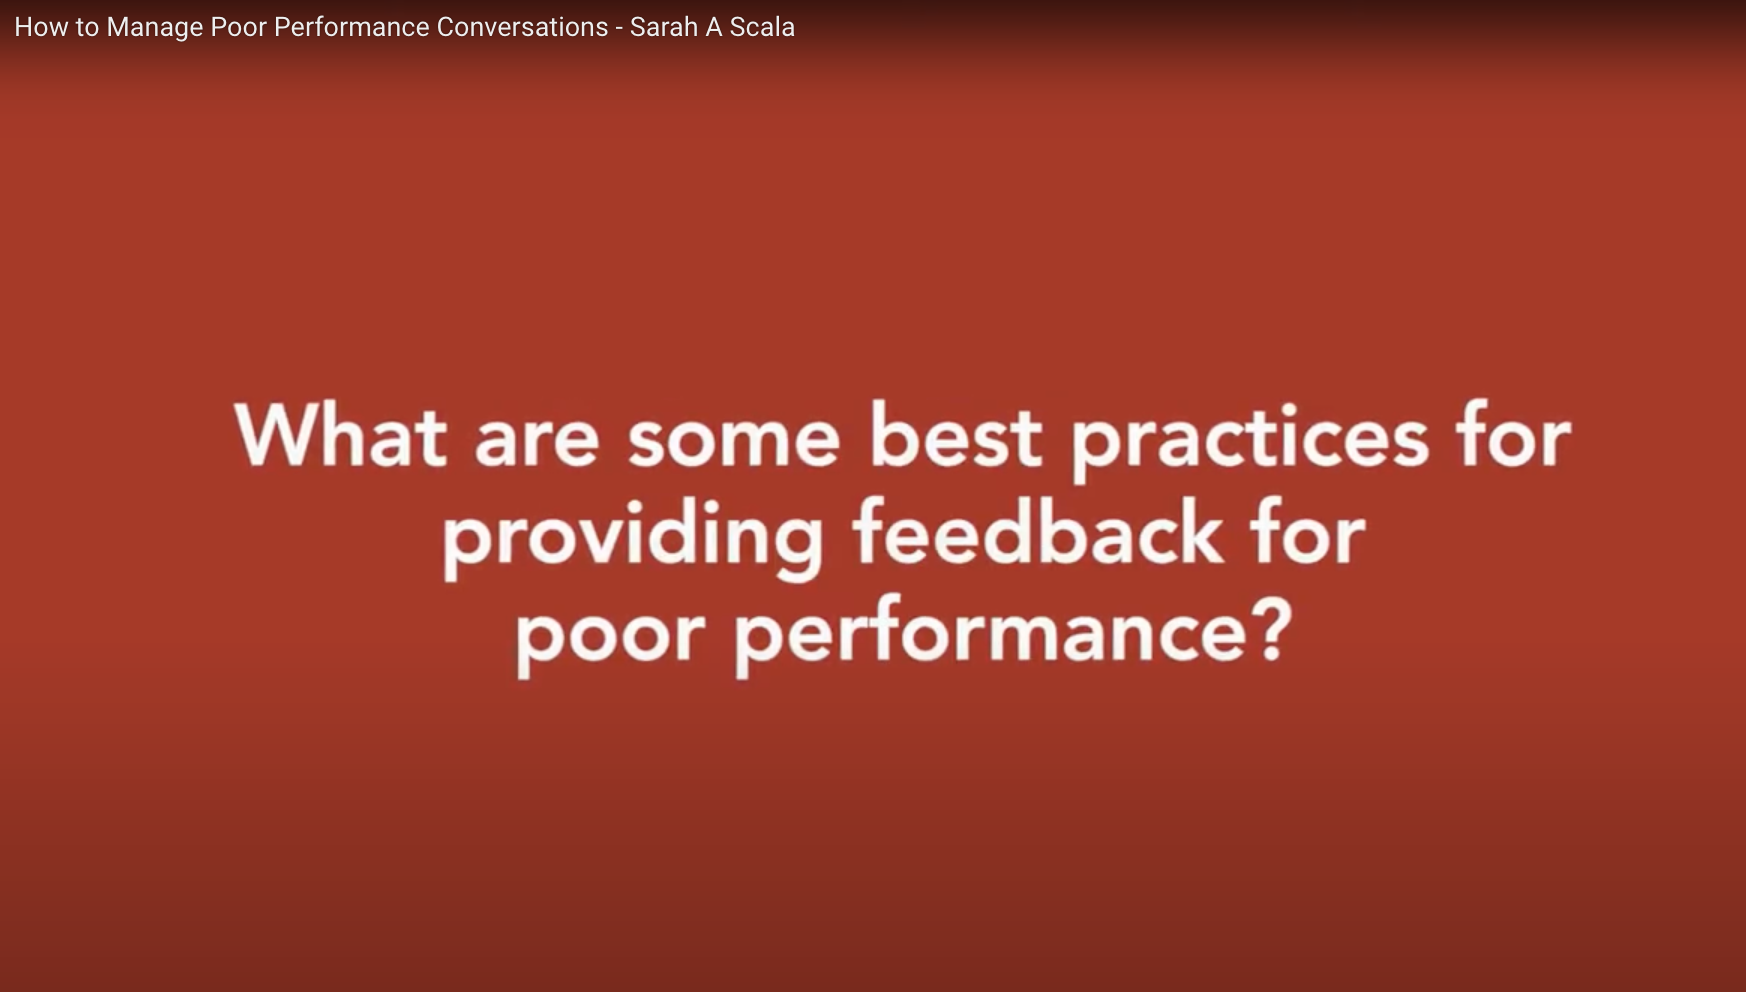 How to Manage Poor Performance Conversations - Sarah A Scala
What are some best practices for
providing feedback for
poor performance?